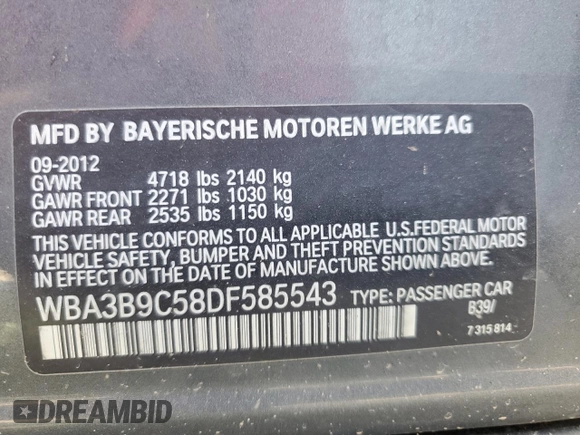 MFD BY BAYERISCHE MOTOREN WERKE AG
09-2012
GVWR 4718 lbs 2140 kg
GAWR FRONT 2271 lbs 1030 kg
GAWR REAR 2535 lbs 1150 kg
THIS VEHICLE CONFORMS TO ALL APPLICABLE U.S.FEDERAL MOTOR
VEHICLE SAFETY, BUMPER AND THEFT PREVENTION STANDARDS
IN EFFECT ON THE DATE OF MANUFACTURE SHOWN ABOVE.
WBA3B9C58DF585543 TYPE: PASSENGER CAR
B39/
7 315 814
DREAMBID